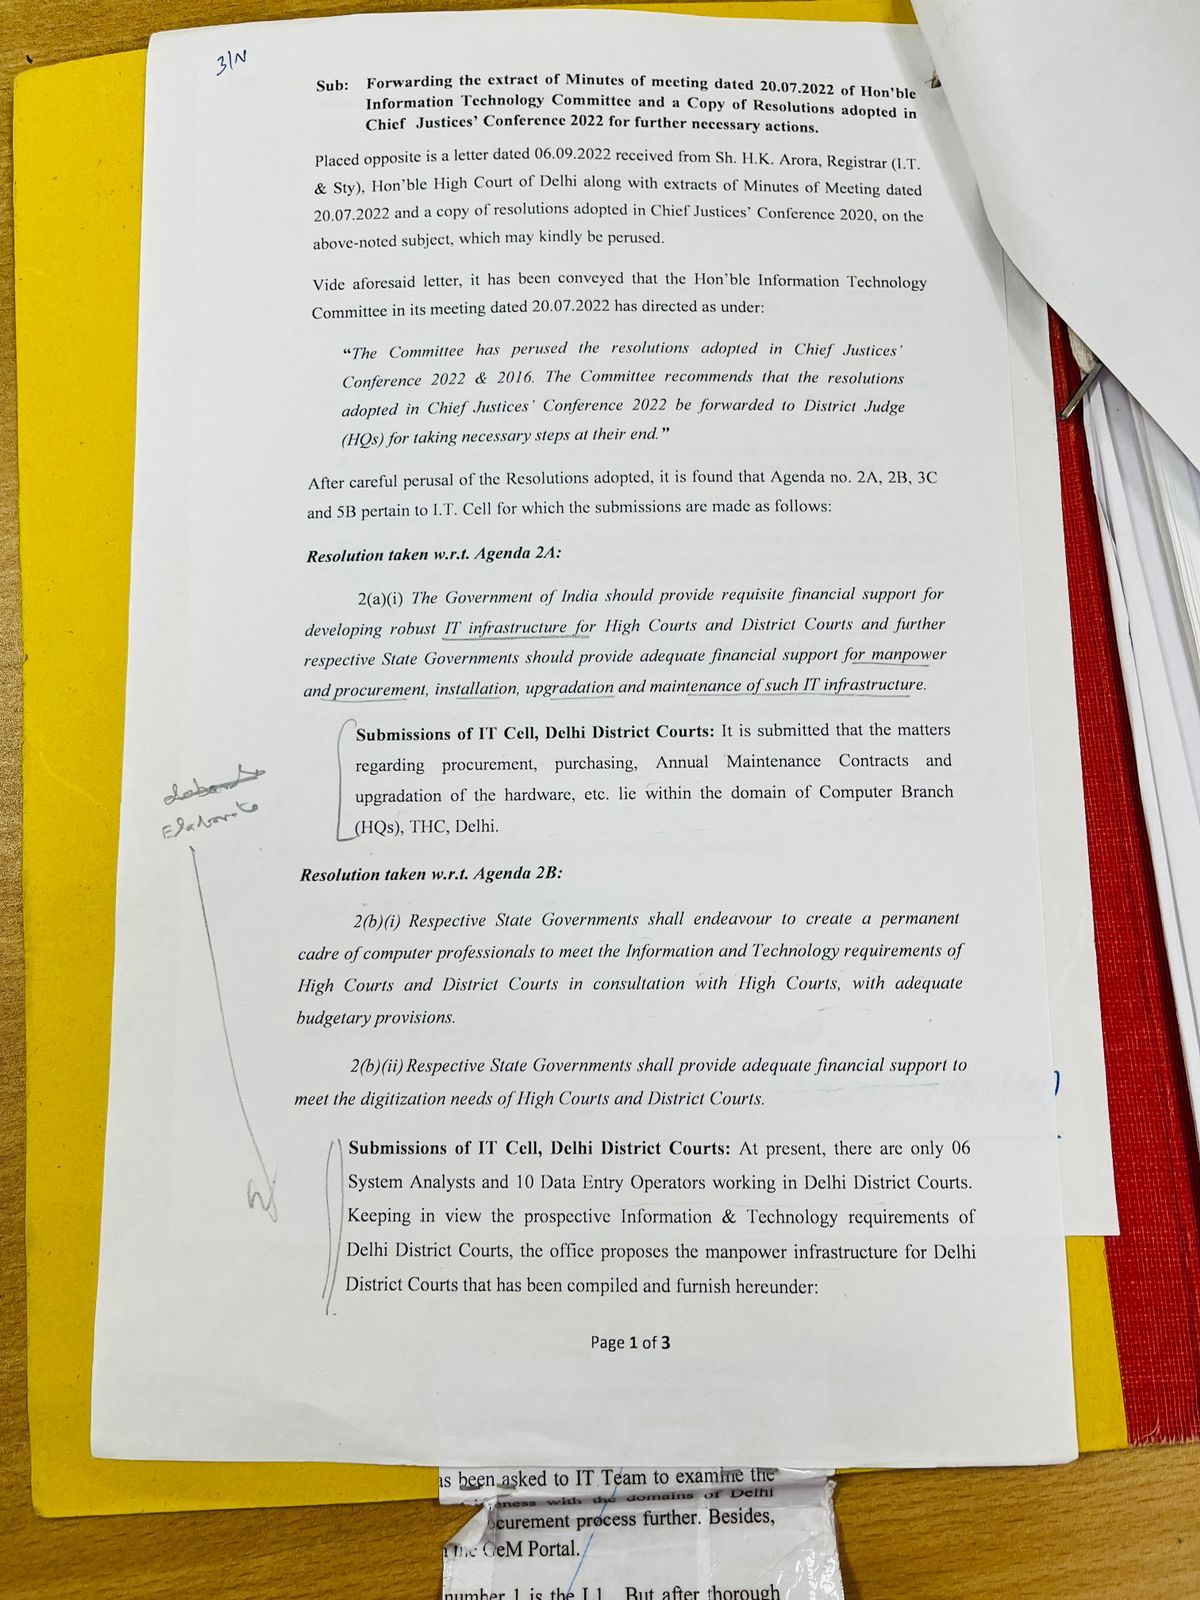 3/N
Sub: Forwarding the extract of Minutes of meeting dated 20.07.2022 of Hon'ble
Information Technology Committee and a Copy of Resolutions adopted in
Chief Justices' Conference 2022 for further necessary actions.
Placed opposite is a letter dated 06.09.2022 received from Sh. H.K. Arora, Registrar (I.T.
& Sty), Hon'ble High Court of Delhi along with extracts of Minutes of Meeting dated
20.07.2022 and a copy of resolutions adopted in Chief Justices' Conference 2020, on the
above-noted subject, which may kindly be perused.
Vide aforesaid letter, it has been conveyed that the Hon'ble Information Technology
Committee in its meeting dated 20.07.2022 has directed as under:
“The Committee has perused the resolutions adopted in Chief Justices'
Conference 2022 & 2016. The Committee recommends that the resolutions
adopted in Chief Justices' Conference 2022 be forwarded to District Judge
(HQs) for taking necessary steps at their end.”
After careful perusal of the Resolutions adopted, it is found that Agenda no. 2A, 2B, 3C
and 5B pertain to I.T. Cell for which the submissions are made as follows:
Resolution taken w.r.t. Agenda 2A:
2(a)(i) The Government of India should provide requisite financial support for
developing robust IT infrastructure for High Courts and District Courts and further
respective State Governments should provide adequate financial support for manpower
and procurement, installation, upgradation and maintenance of such IT infrastructure.
Submissions of IT Cell, Delhi District Courts: It is submitted that the matters
regarding procurement, purchasing, Annual Maintenance Contracts and
upgradation of the hardware, etc. lie within the domain of Computer Branch
(HQs), THC, Delhi.
Elaborate
Resolution taken w.r.t. Agenda 2B:
2(b)(i) Respective State Governments shall endeavour to create a permanent
cadre of computer professionals to meet the Information and Technology requirements of
High Courts and District Courts in consultation with High Courts, with adequate
budgetary provisions.
2(b)(ii) Respective State Governments shall provide adequate financial support to
meet the digitization needs of High Courts and District Courts.
Submissions of IT Cell, Delhi District Courts: At present, there are only 06
System Analysts and 10 Data Entry Operators working in Delhi District Courts.
Keeping in view the prospective Information & Technology requirements of
Delhi District Courts, the office proposes the manpower infrastructure for Delhi
District Courts that has been compiled and furnish hereunder:
Page 1 of 3
been asked to IT Team to examine the
with the domains of Delhi
process further. Besides,
GeM Portal.
number 1 is the L1. But after thorough